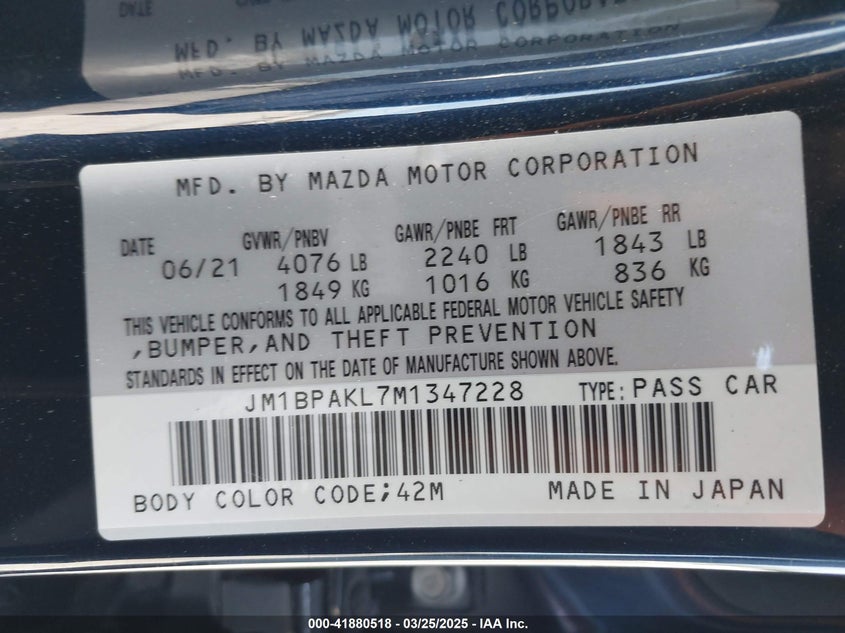 DATE
MFD. BY MAZDA MOTOR CORPORATION
MFD. BY MAZDA MOTOR CORPORATION
DATE GVWR/PNBV GAWR/PNBE FRT GAWR/PNBE RR
06/21 4076 LB 2240 LB 1843 LB
1849 KG 1016 KG 836 KG
THIS VEHICLE CONFORMS TO ALL APPLICABLE FEDERAL MOTOR VEHICLE SAFETY
,BUMPER,AND THEFT PREVENTION
STANDARDS IN EFFECT ON THE DATE OF MANUFACTURE SHOWN ABOVE.
JM1BPAKL7M1347228 TYPE: PASS CAR
BODY COLOR CODE;42M MADE IN JAPAN
000-41880518 / 03/25/2025 / IAA Inc.